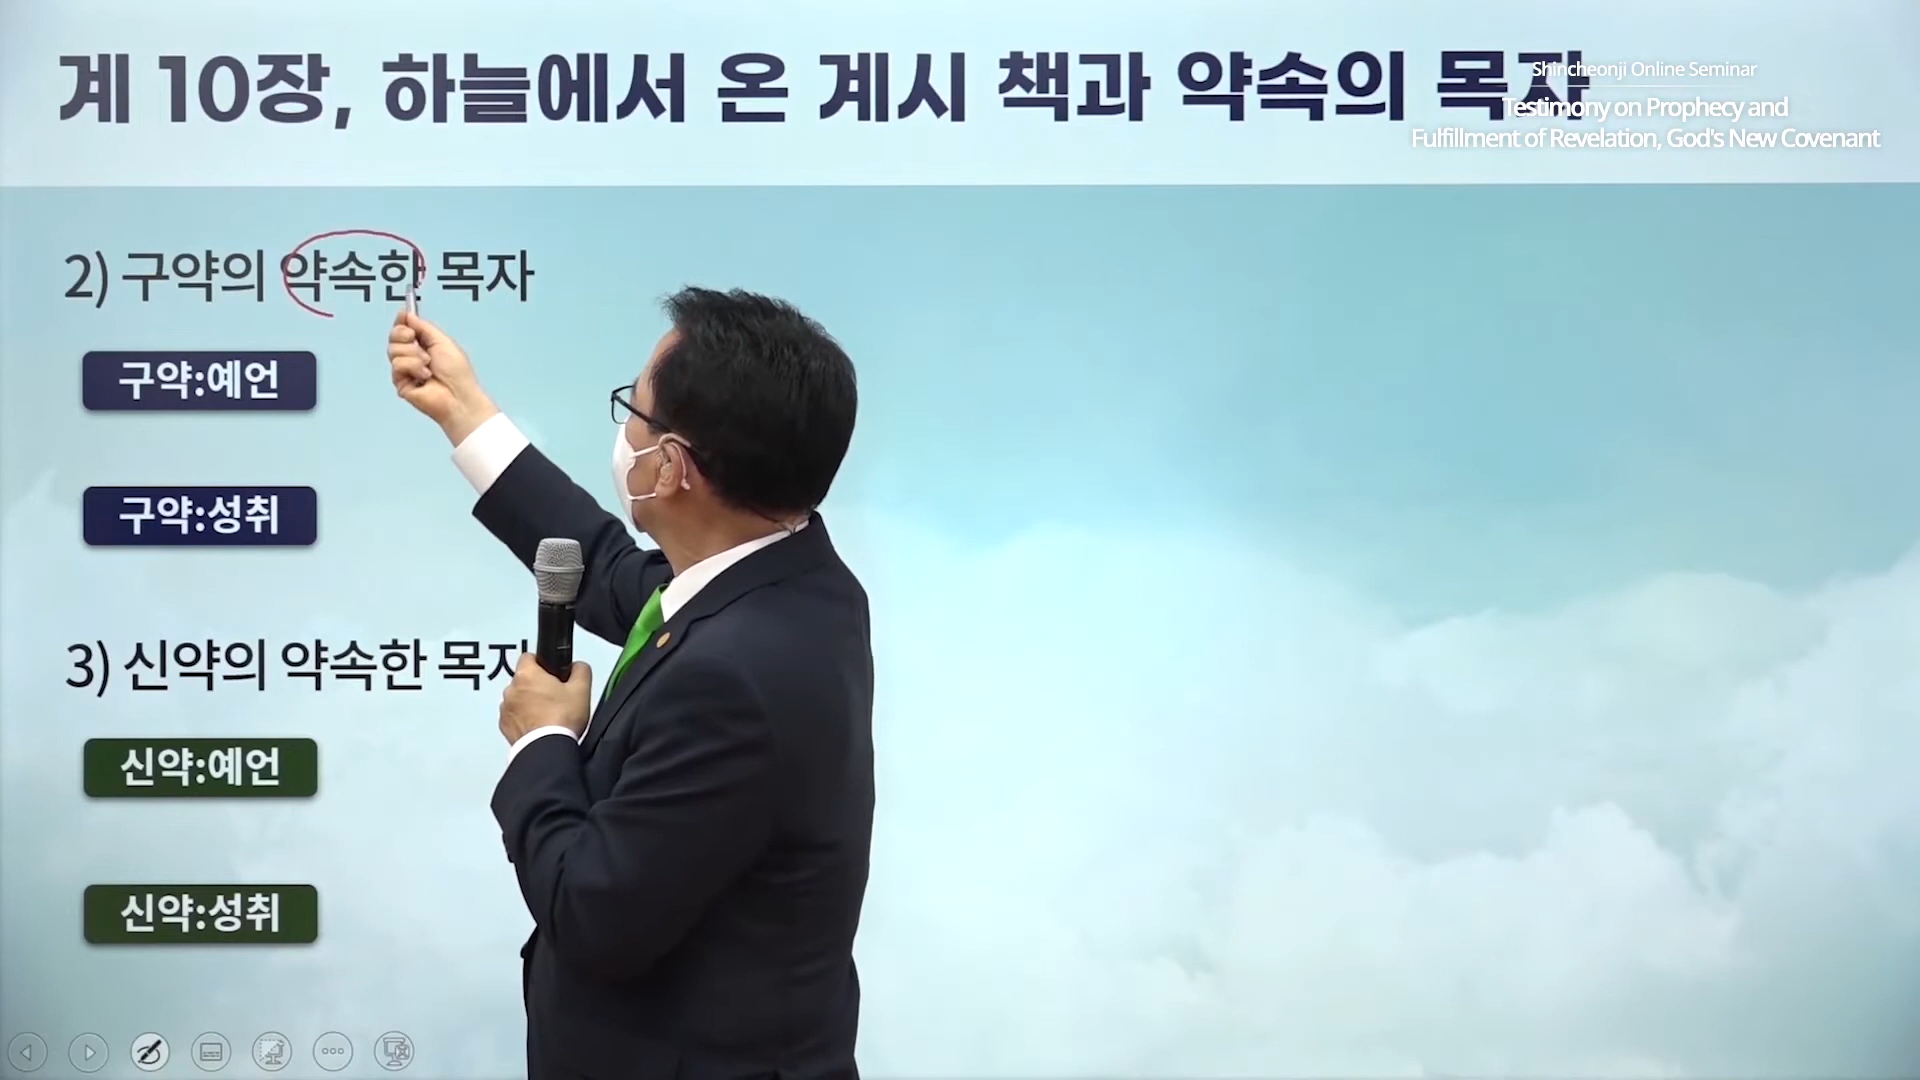 계 10장, 하늘에서 온 계시 책과 약속의 목자
Shincheonji Online Seminar
Testimony on Prophecy and
Fulfillment of Revelation, God's New Covenant
2) 구약의 약속한 목자
구약:예언
구약:성취
3) 신약의 약속한 목자
신약:예언
신약:성취